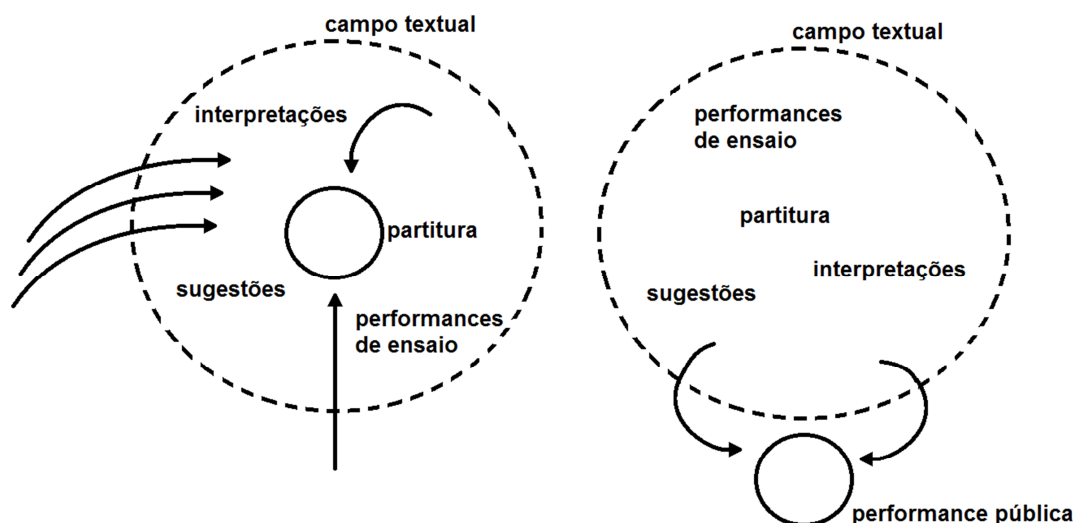 campo textual
interpretações
partitura
sugestões
performances
de ensaio
campo textual
performances
de ensaio
partitura
interpretações
sugestões
performance pública